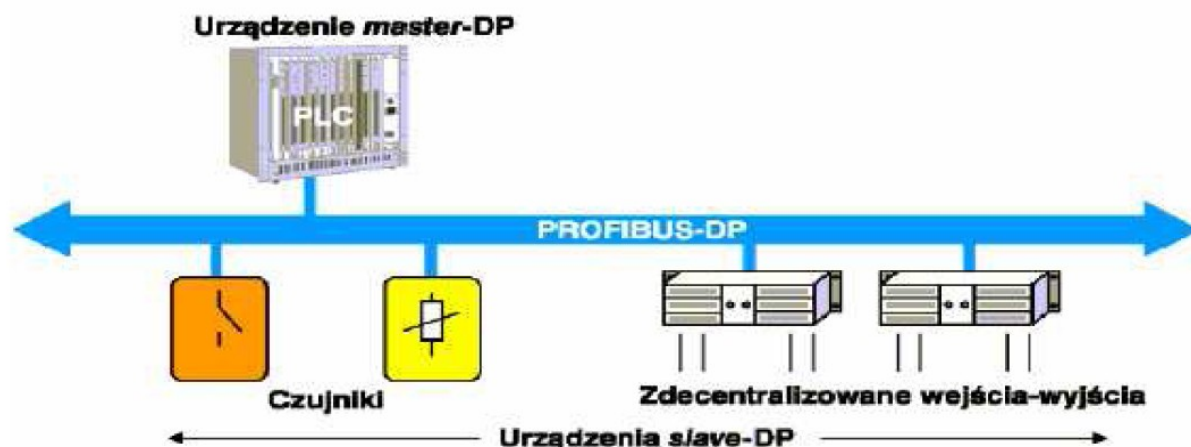 Urządzenie master-DP
PLC
PROFIBUS-DP
Czujniki
Zdecentralizowane wejścia-wyjścia
Urządzenia slave-DP